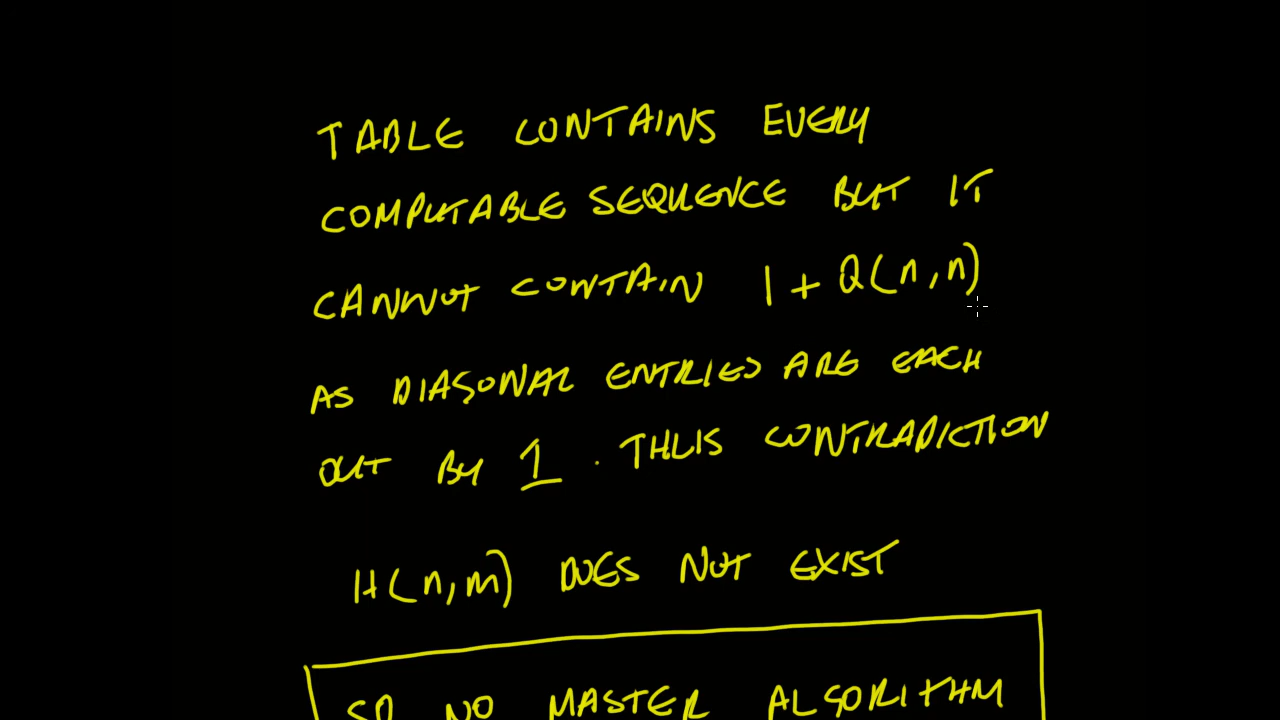 TABLE CONTAINS EVERY
COMPUTABLE SEQUENCE BUT IT
CANNOT CONTAIN 1 + Q(n,n)
AS DIAGONAL ENTRIES ARE EACH
OUT BY 1. THUS CONTRADICTION
H(n,m) DOES NOT EXIST
SO NO MASTER ALGORITHM